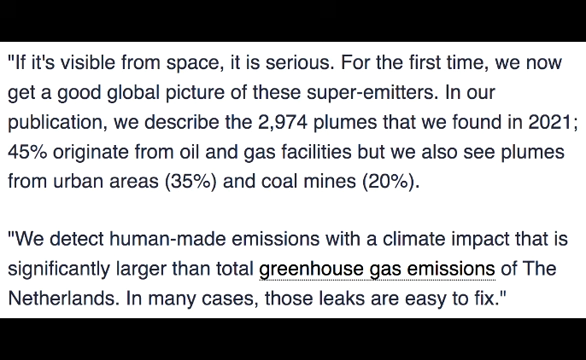 "If it's visible from space, it is serious. For the first time, we now
get a good global picture of these super-emitters. In our
publication, we describe the 2,974 plumes that we found in 2021;
45% originate from oil and gas facilities but we also see plumes
from urban areas (35%) and coal mines (20%).
"We detect human-made emissions with a climate impact that is
significantly larger than total greenhouse gas emissions of The
Netherlands. In many cases, those leaks are easy to fix."